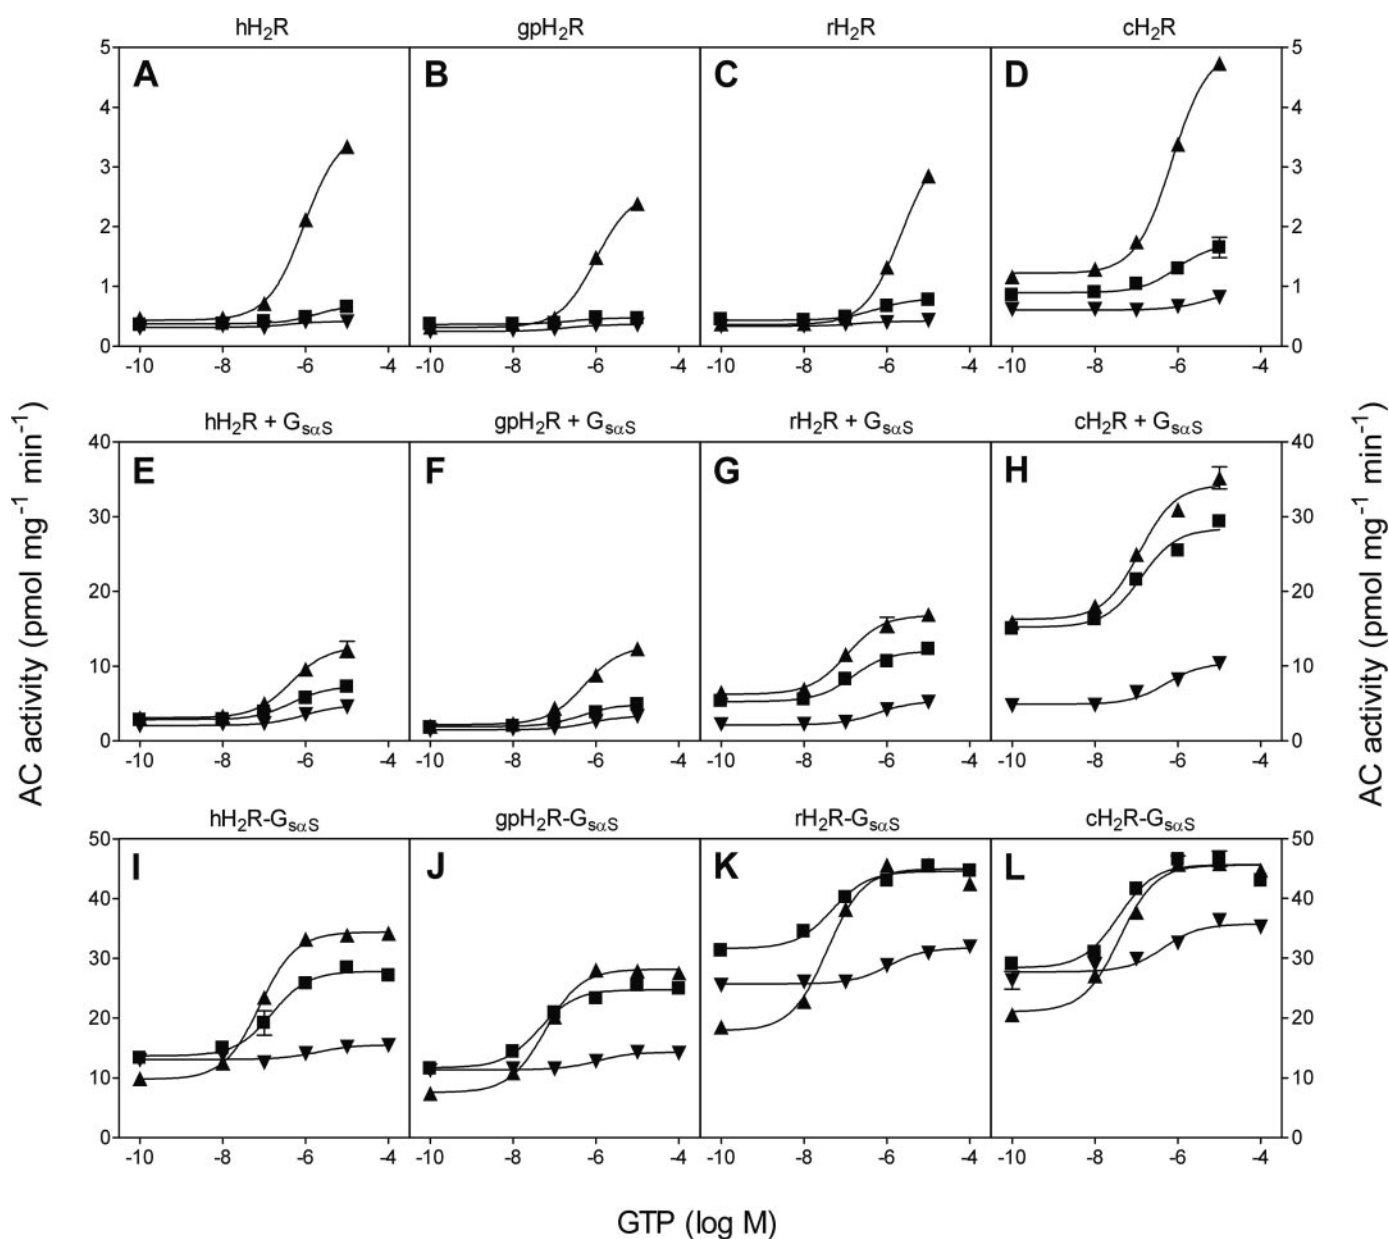 hH₂R gpH₂R rH₂R cH₂R
A B C D
5 5
4 4
3 3
2 2
1 1
0 0
-10 -8 -6 -4 -10 -8 -6 -4 -10 -8 -6 -4 -10 -8 -6 -4
hH₂R + GsαS gpH₂R + GsαS rH₂R + GsαS cH₂R + GsαS
E F G H
40 40
30 30
20 20
10 10
0 0
-10 -8 -6 -4 -10 -8 -6 -4 -10 -8 -6 -4 -10 -8 -6 -4
AC activity (pmol mg⁻¹ min⁻¹)
AC activity (pmol mg⁻¹ min⁻¹)
hH₂R-GsαS gpH₂R-GsαS rH₂R-GsαS cH₂R-GsαS
I J K L
50 50
40 40
30 30
20 20
10 10
0 0
-10 -8 -6 -4 -10 -8 -6 -4 -10 -8 -6 -4 -10 -8 -6 -4
GTP (log M)